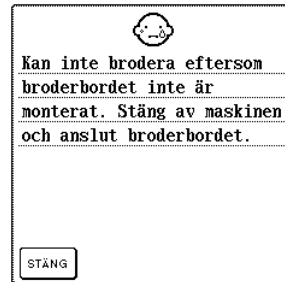 Kan inte brodera eftersom
broderbordet inte är
monterat. Stäng av maskinen
och anslut broderbordet.
STÄNG